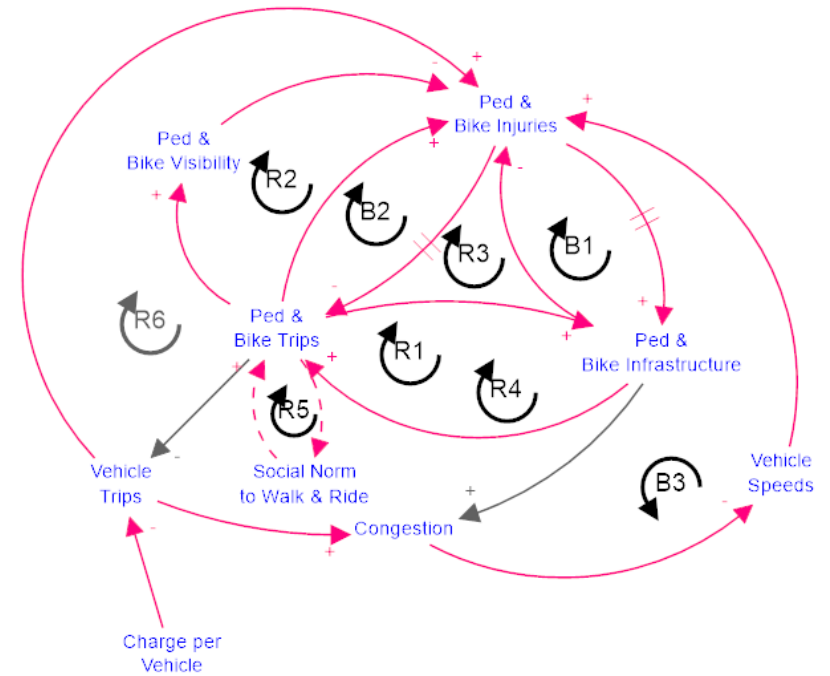 +
-
Ped &
Bike Injuries
+
Ped &
Bike Visibility
+
-
R2
+
B2
R3
B1
-
+
R6
Ped &
Bike Trips
+
Ped &
Bike Infrastructure
+
+
R1
R4
R5
-
Vehicle
Trips
Social Norm
to Walk & Ride
+
B3
Vehicle
Speeds
-
-
Congestion
+
Charge per
Vehicle